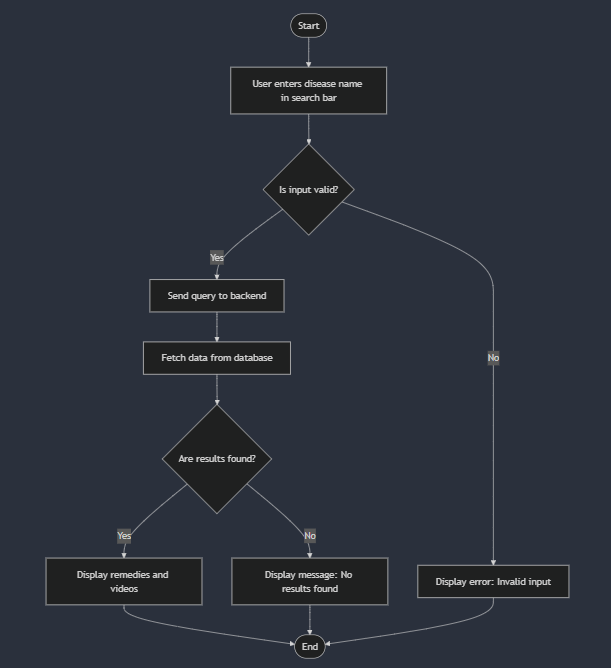 Start
User enters disease name
in search bar
Is input valid?
Yes
Send query to backend
Fetch data from database
No
Are results found?
Yes
No
Display remedies and
videos
Display message: No
results found
Display error: Invalid input
End